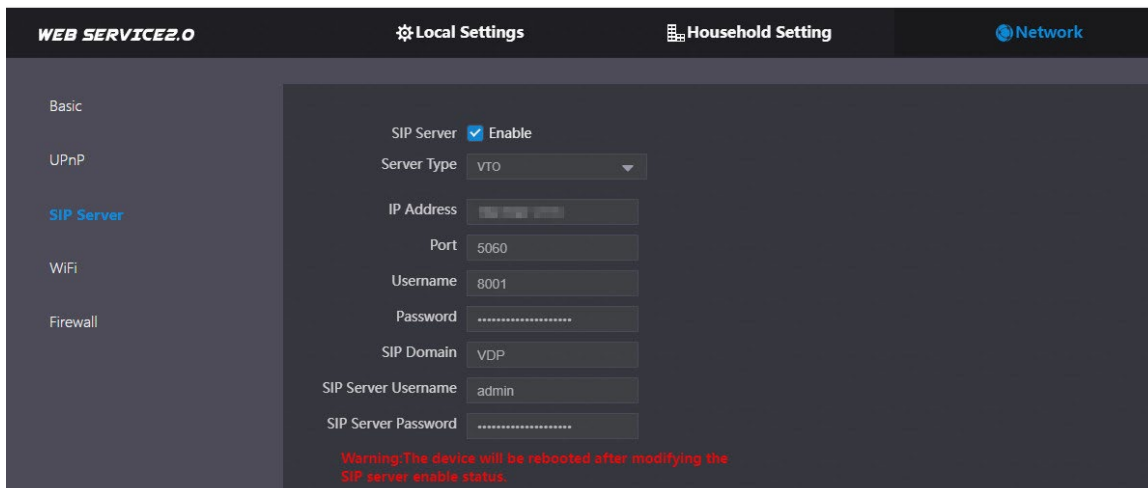 WEB SERVICE2.0
Local Settings
Household Setting
Network
Basic
UPnP
SIP Server
WiFi
Firewall
SIP Server Enable
Server Type VTO
IP Address
Port 5060
Username 8001
Password ••••••••••••••••••••
SIP Domain VDP
SIP Server Username admin
SIP Server Password ••••••••••••••••••••
Warning:The device will be rebooted after modifying the
SIP server enable status.